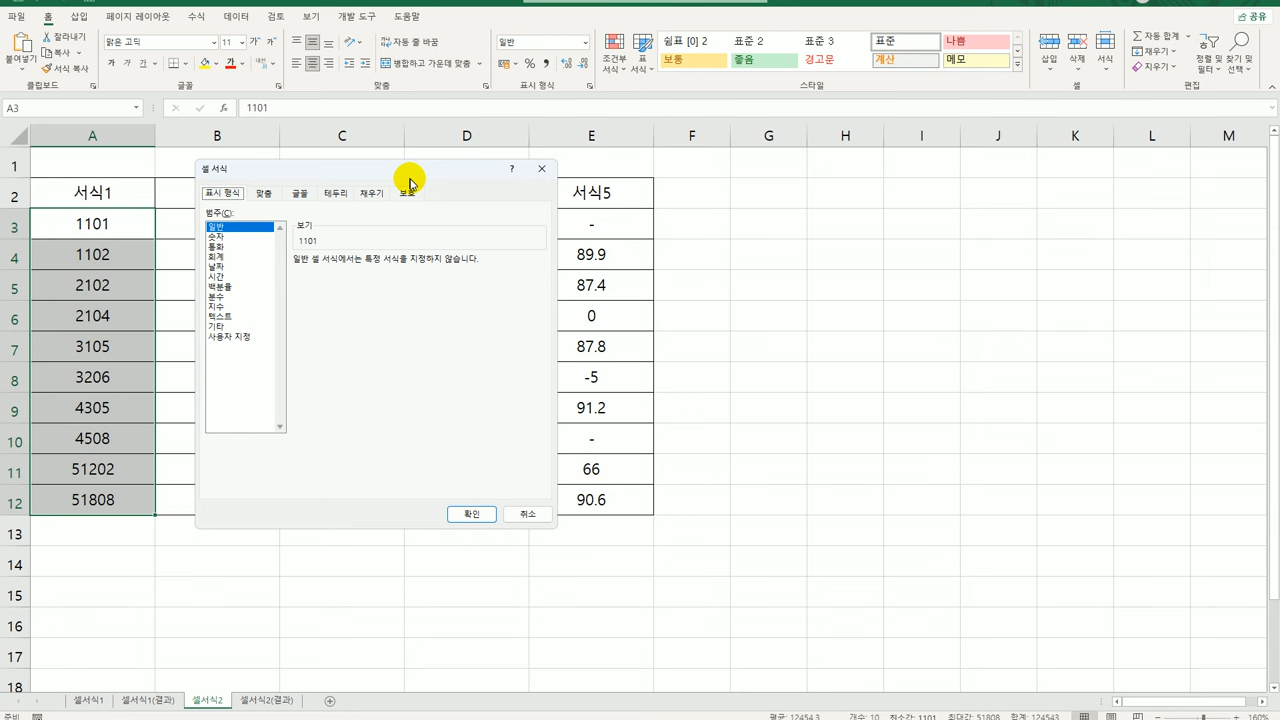 파일 홈 삽입 페이지 레이아웃 수식 데이터 검토 보기 개발 도구 도움말 공유
붙여넣기 잘라내기 복사 서식 복사
맑은 고딕 11
가 가 가
자동 줄 바꿈
병합하고 가운데 맞춤
일반
조건부 서식 표 서식
쉼표 [0] 2 표준 2 표준 3 표준 나쁨
보통 좋음 경고문 계산 메모
삽입 삭제 서식
자동 합계 채우기 지우기
정렬 및 필터 찾기 및 선택
클립보드 글꼴 맞춤 표시 형식 스타일 셀 편집
A3 fx 1101
A B C D E F G H I J K L M
1
2 서식1 서식5
3 1101 -
4 1102 89.9
5 2102 87.4
6 2104 0
7 3105 87.8
8 3206 -5
9 4305 91.2
10 4508 -
11 51202 66
12 51808 90.6
13
14
15
16
17
18
셀 서식 ?
표시 형식 맞춤 글꼴 테두리 채우기 보호
범주(C):
일반
숫자
통화
회계
날짜
시간
백분율
분수
지수
텍스트
기타
사용자 지정
보기
1101
일반 셀 서식에서는 특정 서식을 지정하지 않습니다.
확인 취소
셀서식1 셀서식1(결과) 셀서식2 셀서식2(결과)
준비 평균: 12454.3 개수: 10 최소값: 1101 최대값: 51808 합계: 124543 160%